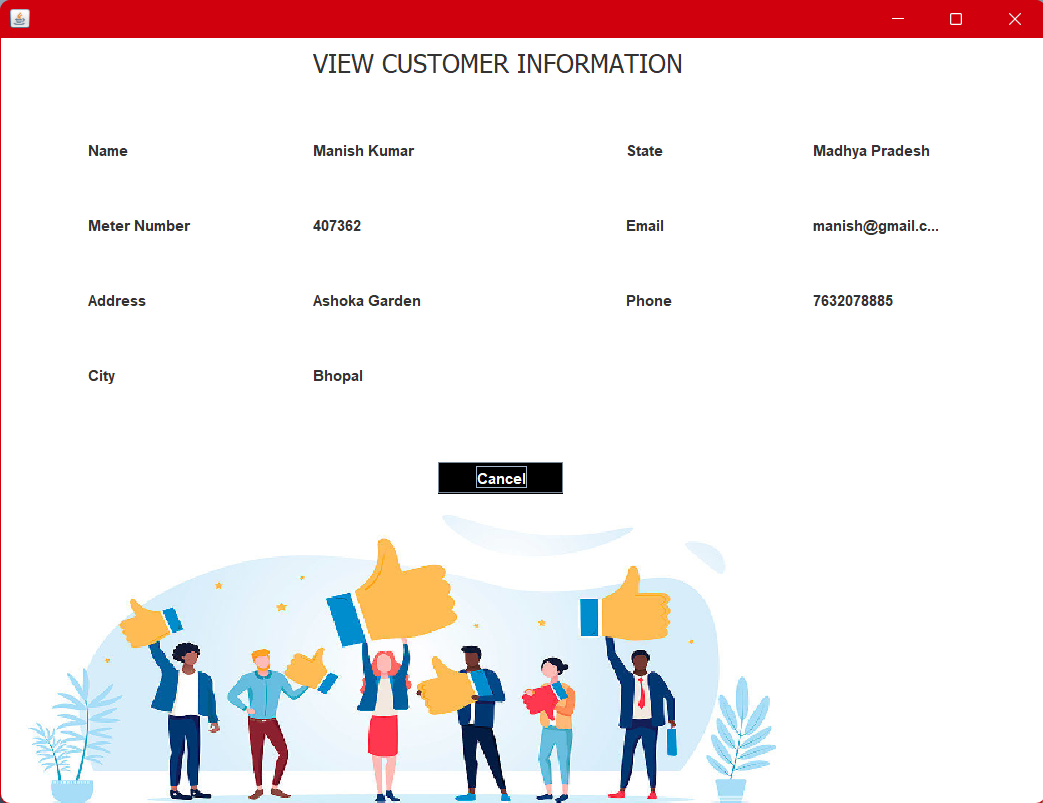 VIEW CUSTOMER INFORMATION
Name Manish Kumar State Madhya Pradesh
Meter Number 407362 Email manish@gmail.c...
Address Ashoka Garden Phone 7632078885
City Bhopal
Cancel